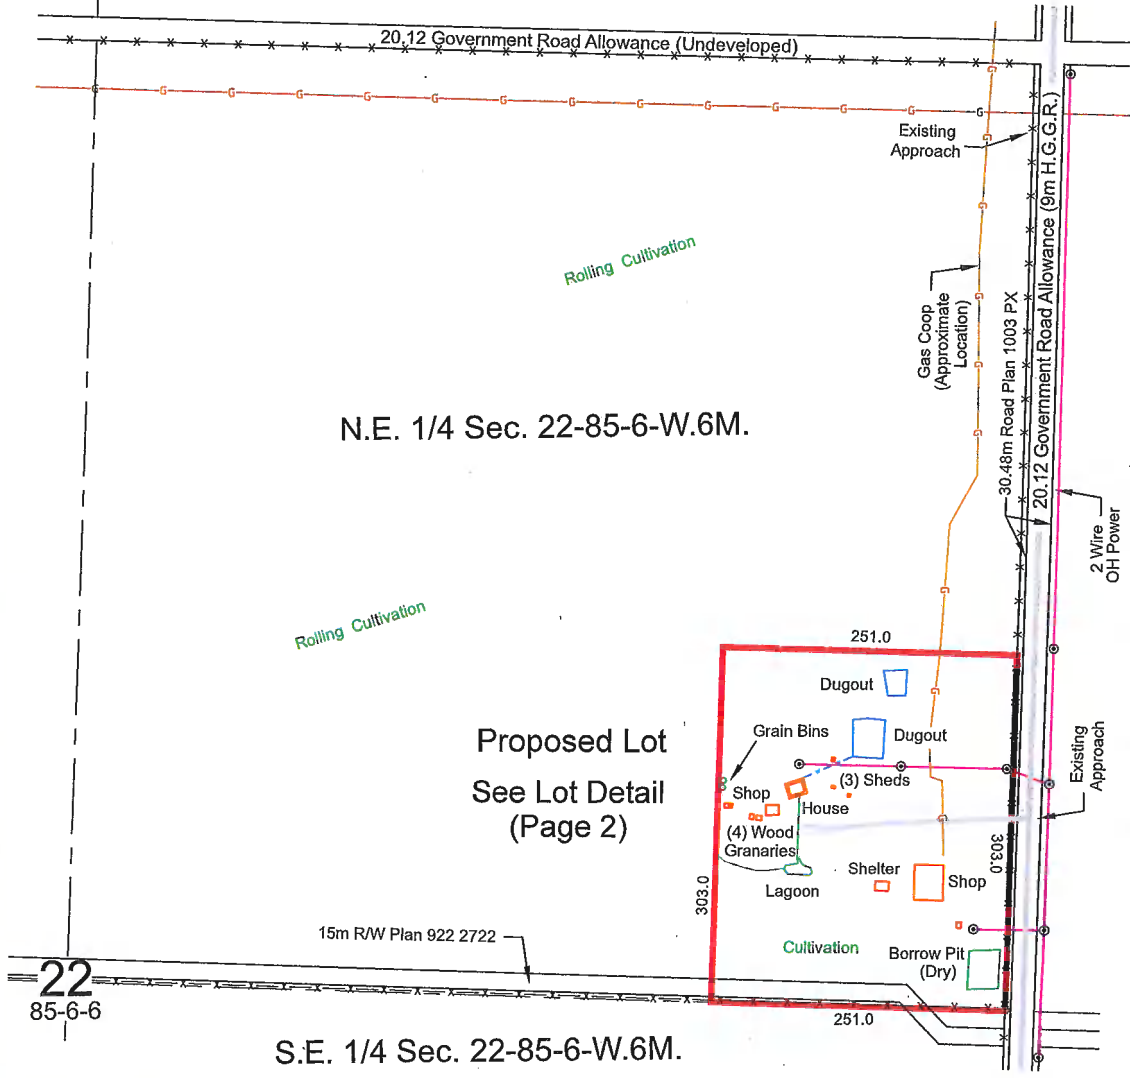 20.12 Government Road Allowance (Undeveloped)
Existing
Approach
Rolling Cultivation
Gas Coop
(Approximate
Location)
30.48m Road Plan 1003 PX
20.12 Government Road Allowance (9m H.G.G.R.)
N.E. 1/4 Sec. 22-85-6-W.6M.
2 Wire
OH Power
Rolling Cultivation
251.0
Dugout
Dugout
Grain Bins
Proposed Lot
See Lot Detail
(Page 2)
(3) Sheds
Shop
House
(4) Wood
Granaries
Existing
Approach
303.0
Shelter
Shop
Lagoon
303.0
15m R/W Plan 922 2722
Cultivation
Borrow Pit
(Dry)
22
85-6-6
251.0
S.E. 1/4 Sec. 22-85-6-W.6M.
G G G G G G G G G G G G G G
G
G
G
G
G
G
G
G
G